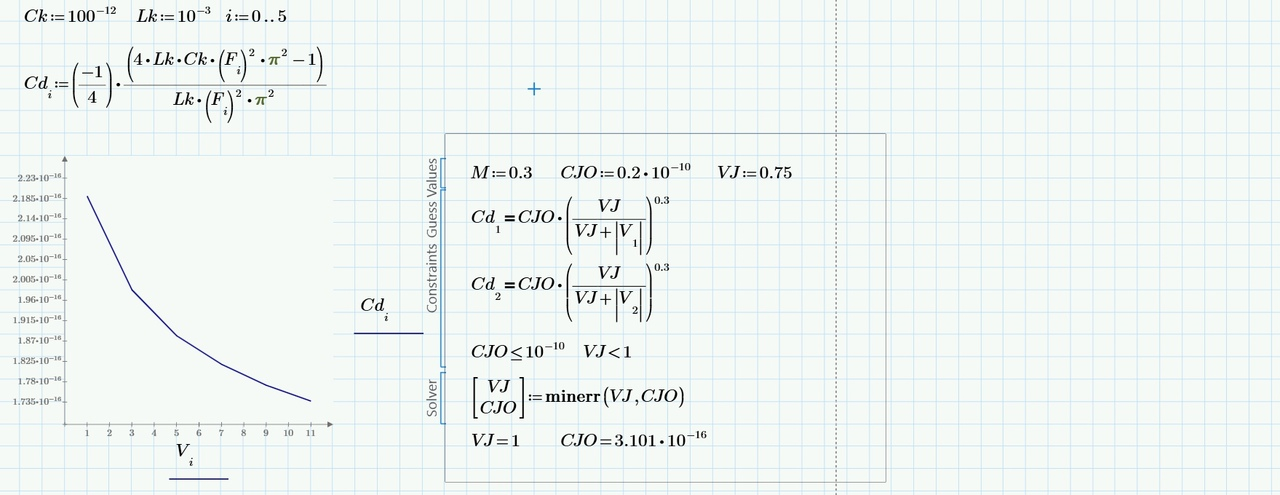 Ck:=100^-12 Lk:=10^-3 i:=0..5
Cd_i:=(-1/4)•(4•Lk•Ck•(F_i)^2•π^2-1)/(Lk•(F_i)^2•π^2)
2.23•10^-16
2.185•10^-16
2.14•10^-16
2.095•10^-16
2.05•10^-16
2.005•10^-16
1.96•10^-16
1.915•10^-16
1.87•10^-16
1.825•10^-16
1.78•10^-16
1.735•10^-16
1 2 3 4 5 6 7 8 9 10 11
V_i
Cd_i
Guess Values
M:=0.3 CJO:=0.2•10^-10 VJ:=0.75
Constraints
Cd_1=CJO•(VJ/(VJ+|V_1|))^0.3
Cd_2=CJO•(VJ/(VJ+|V_2|))^0.3
CJO≤10^-10 VJ<1
Solver
[VJ
CJO]:=minerr(VJ,CJO)
VJ=1 CJO=3.101•10^-16